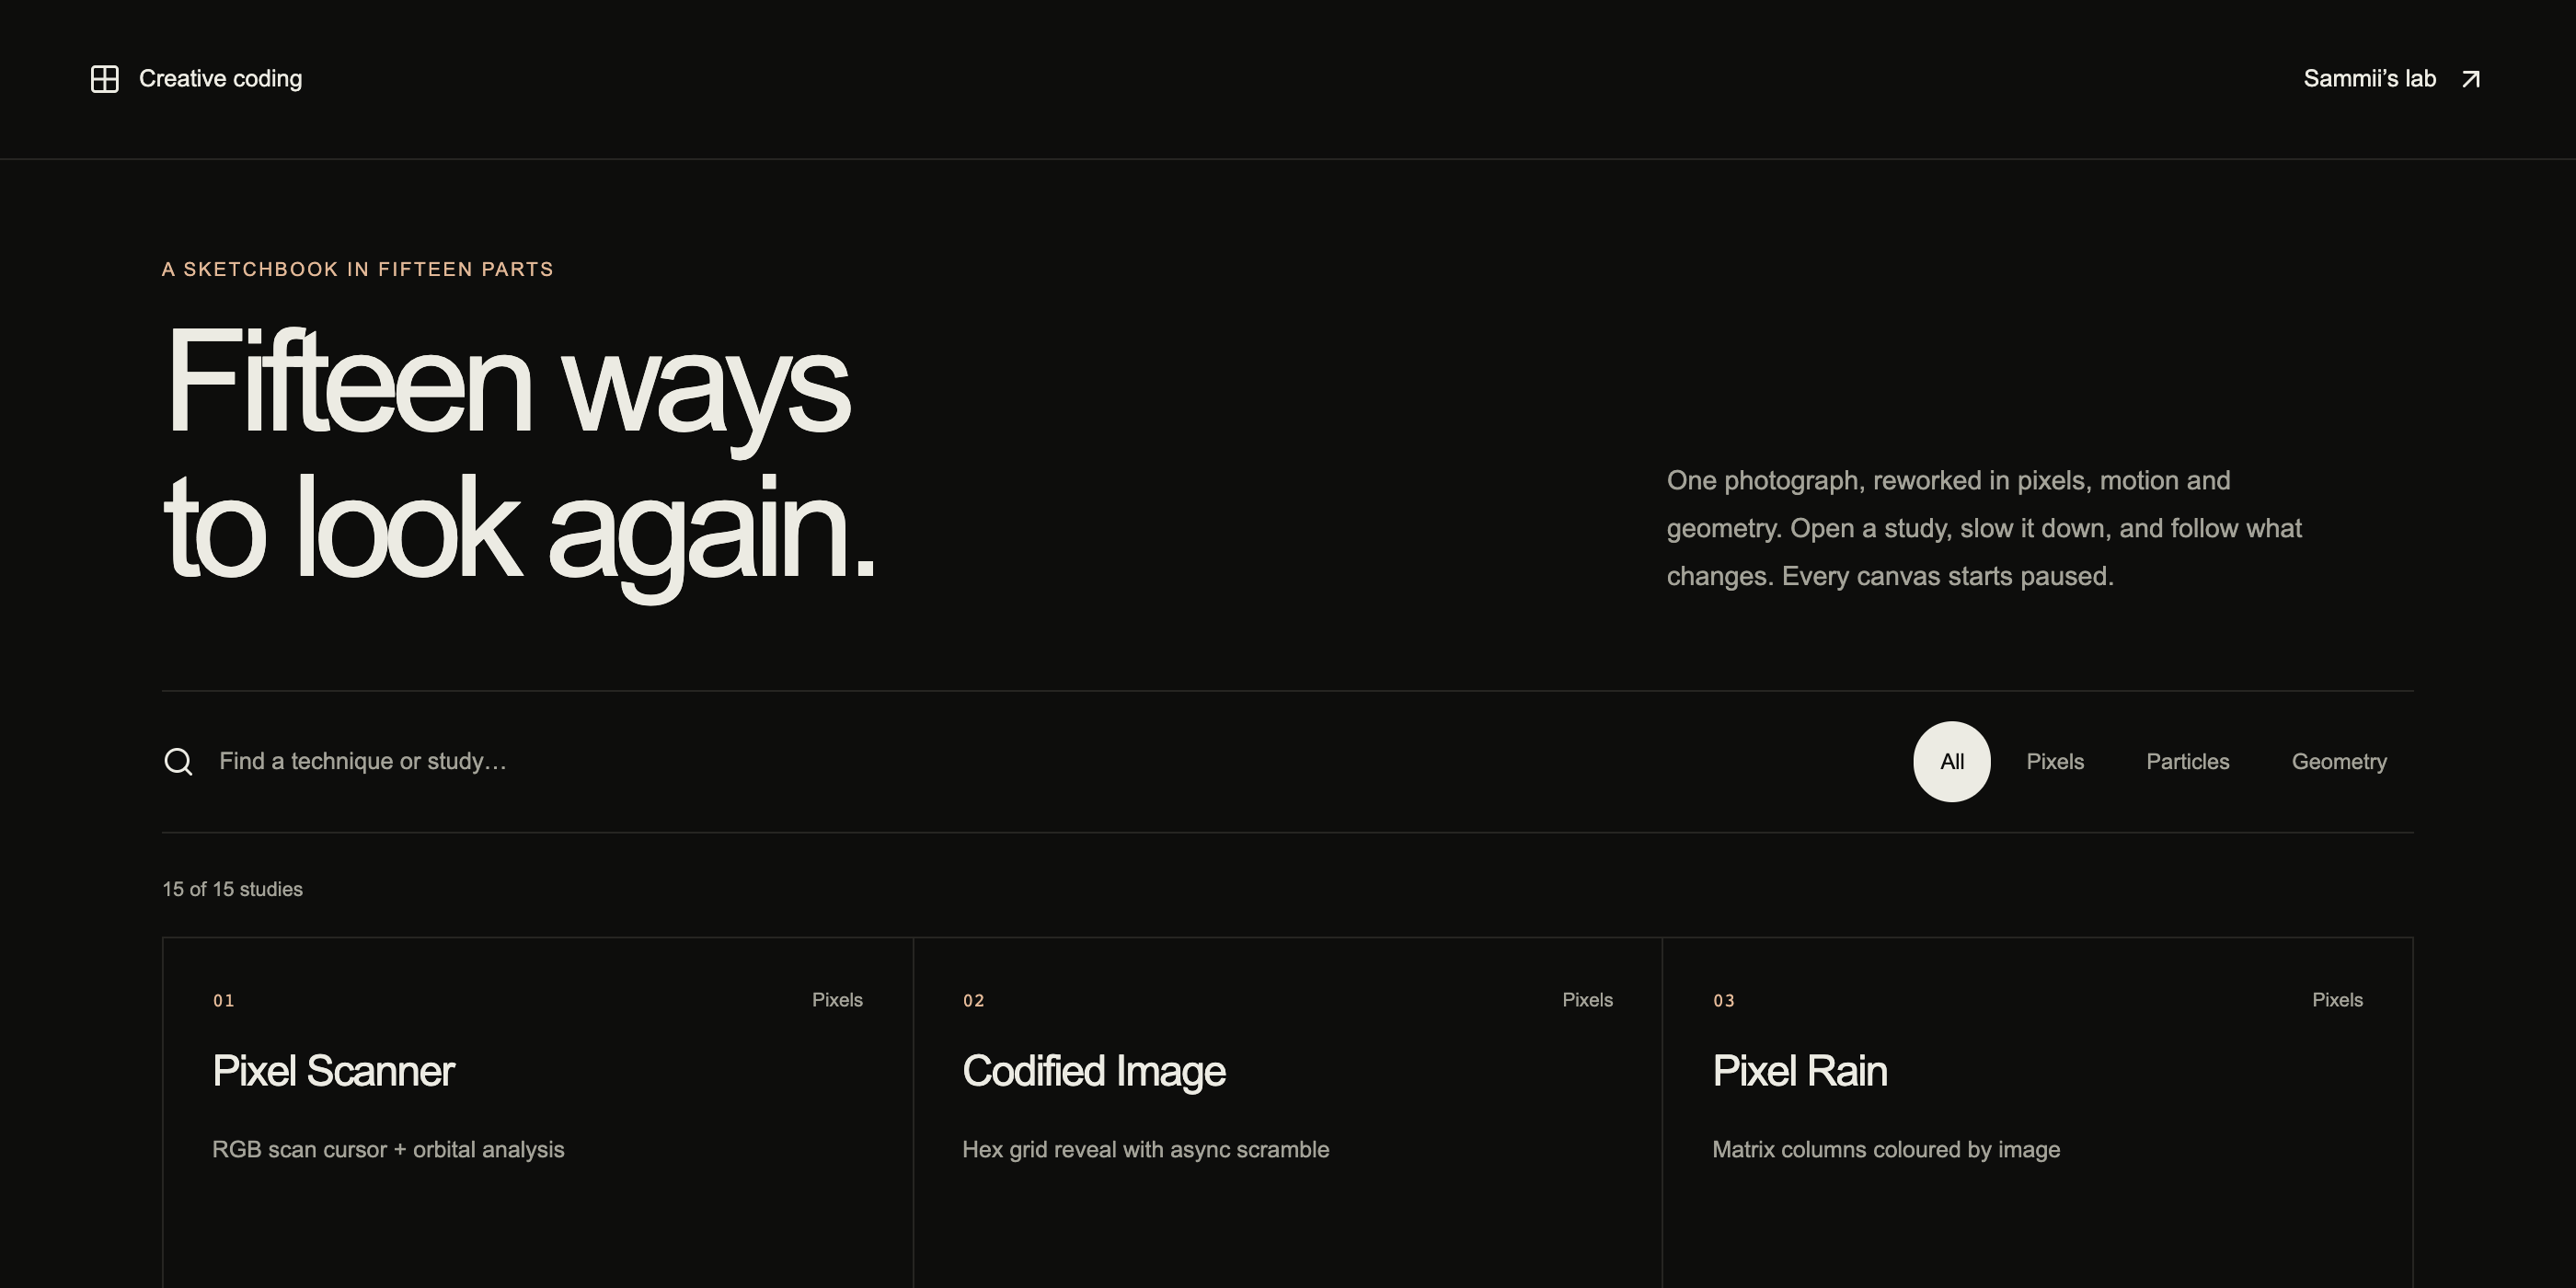 Creative coding
Sammii’s lab
A SKETCHBOOK IN FIFTEEN PARTS
Fifteen ways
to look again.
One photograph, reworked in pixels, motion and
geometry. Open a study, slow it down, and follow what
changes. Every canvas starts paused.
Find a technique or study…
All
Pixels
Particles
Geometry
15 of 15 studies
01
Pixels
Pixel Scanner
RGB scan cursor + orbital analysis
02
Pixels
Codified Image
Hex grid reveal with async scramble
03
Pixels
Pixel Rain
Matrix columns coloured by image